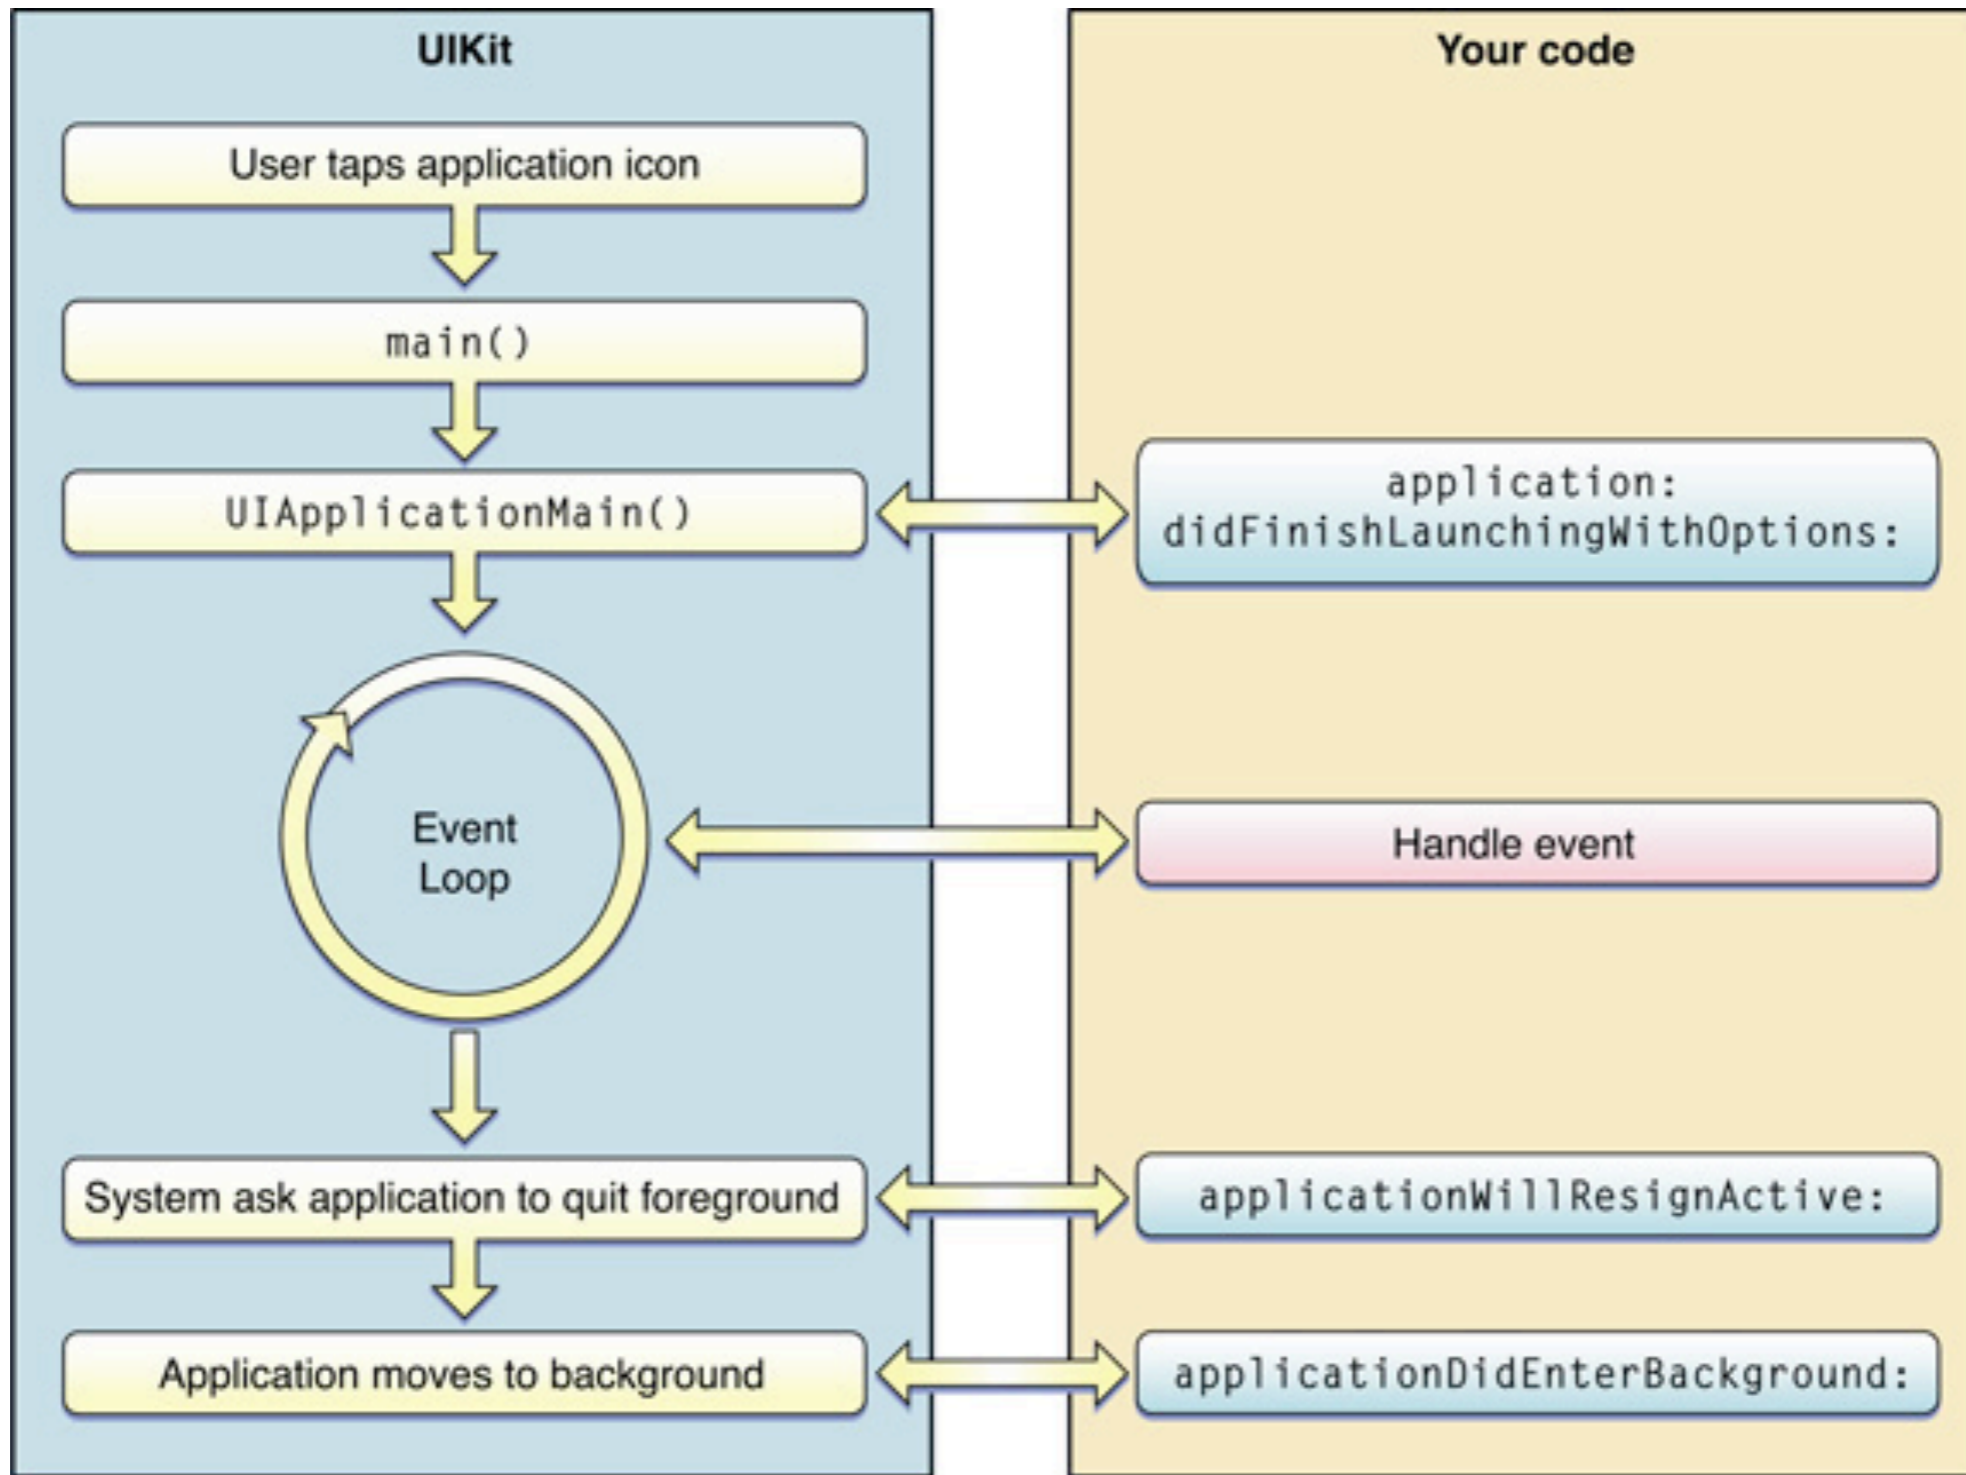 UIKit
User taps application icon
main()
UIApplicationMain()
Event
Loop
System ask application to quit foreground
Application moves to background
Your code
application:
didFinishLaunchingWithOptions:
Handle event
applicationWillResignActive:
applicationDidEnterBackground: